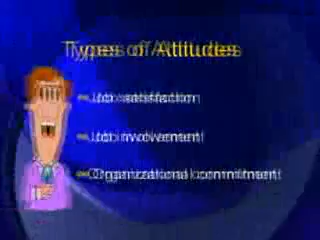 Types of Attitudes
Job satisfaction
Job involvement
Organizational commitment